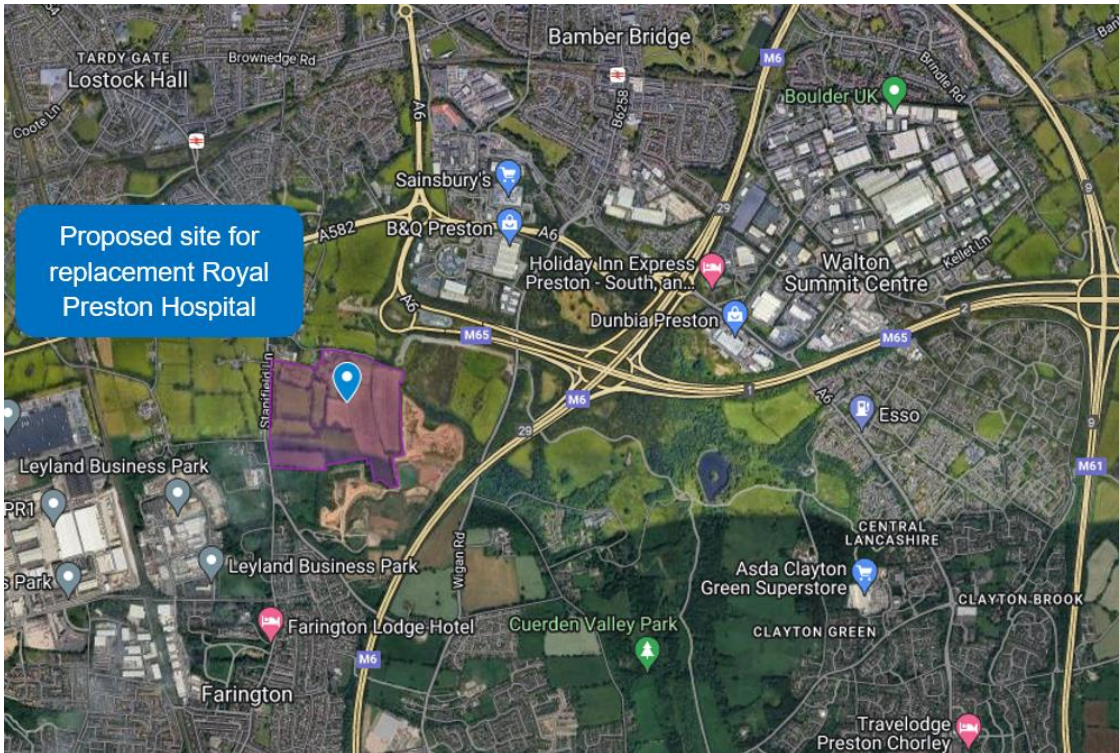 Bamber Bridge
TARDY GATE
Lostock Hall
Brownedge Rd
Coote Ln
A6
M6
B6258
Brindle Rd
Boulder UK
Sainsbury's
29
9
A582
B&Q Preston
A6
Kellet Ln
Proposed site for
replacement Royal
Preston Hospital
Holiday Inn Express
Preston - South, an...
Walton
Summit Centre
2
A6
Dunbia Preston
M65
M65
Stanifield Ln
1
M6
A6
Esso
29
9
Leyland Business Park
M61
PR1
CENTRAL
LANCASHIRE
Leyland Business Park
s Park
Wigan Rd
Asda Clayton
Green Superstore
CLAYTON BROOK
Farington Lodge Hotel
Cuerden Valley Park
CLAYTON GREEN
M6
Farington
Travelodge
Preston Chorley